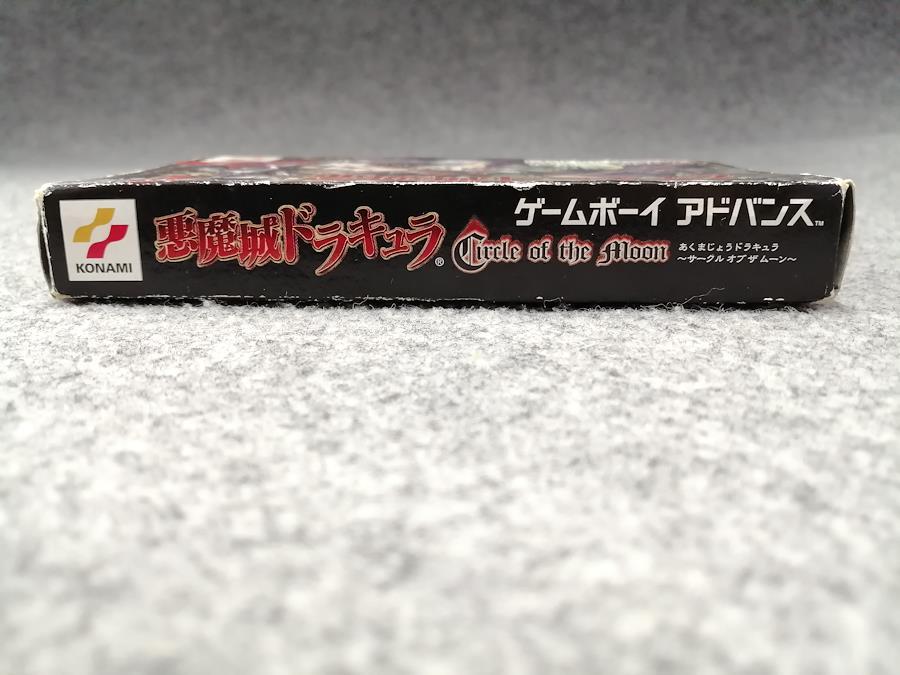 KONAMI
悪魔城ドラキュラ®
Circle of the Moon
ゲームボーイ アドバンス™
あくまじょうドラキュラ
～サークル オブ ザ ムーン～